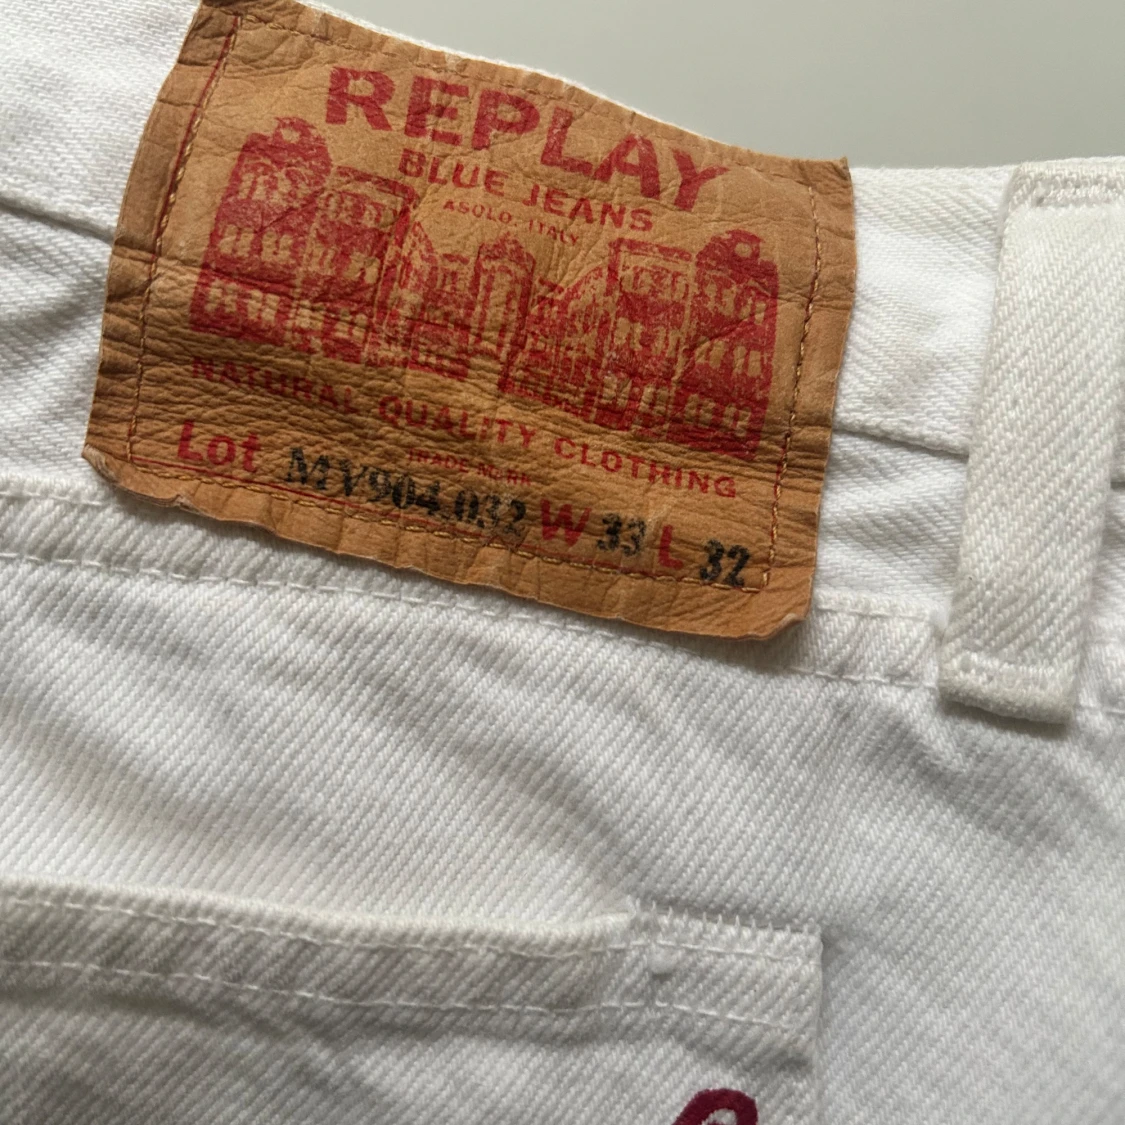 REPLAY
BLUE JEANS
ASOLO, ITALY
NATURAL QUALITY CLOTHING
Lot MV904.032 W 33 L 32